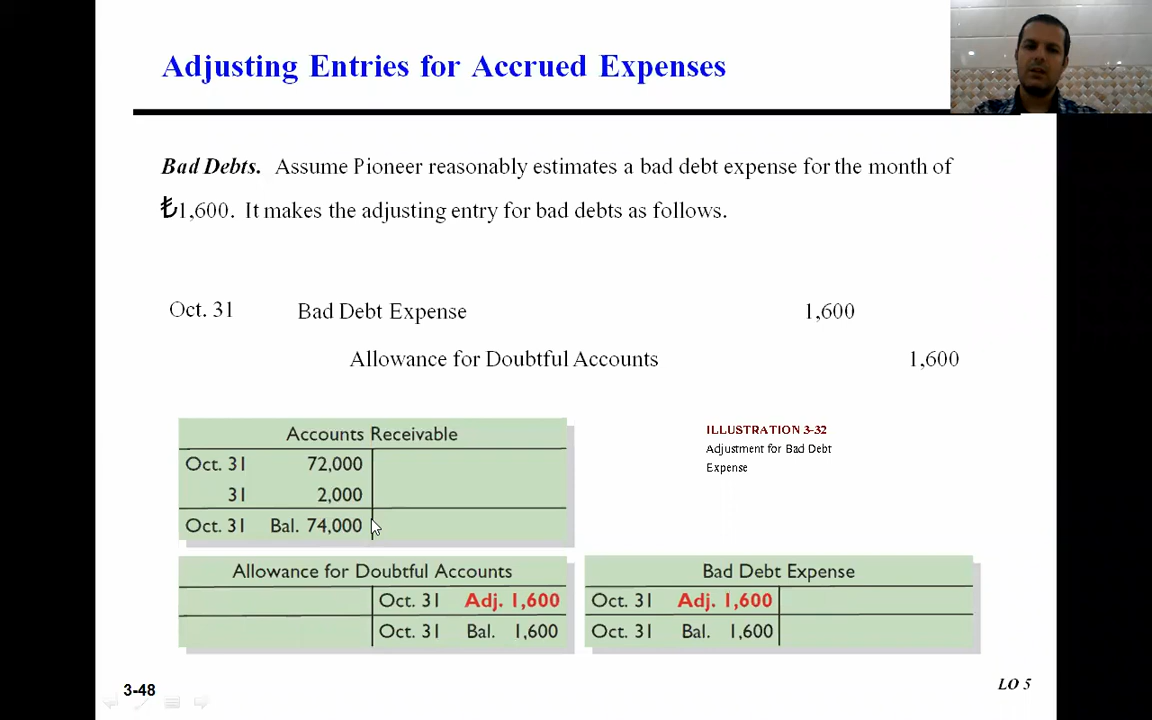 Adjusting Entries for Accrued Expenses
Bad Debts. Assume Pioneer reasonably estimates a bad debt expense for the month of
₺1,600. It makes the adjusting entry for bad debts as follows.
Oct. 31 Bad Debt Expense 1,600
Allowance for Doubtful Accounts 1,600
Accounts Receivable
Oct. 31 72,000
31 2,000
Oct. 31 Bal. 74,000
ILLUSTRATION 3-32
Adjustment for Bad Debt
Expense
Allowance for Doubtful Accounts
Oct. 31 Adj. 1,600
Oct. 31 Bal. 1,600
Bad Debt Expense
Oct. 31 Adj. 1,600
Oct. 31 Bal. 1,600
3-48
LO 5